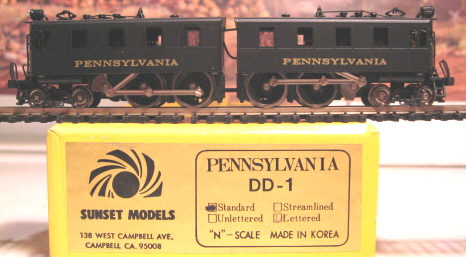 PENNSYLVANIA PENNSYLVANIA
SUNSET MODELS
138 WEST CAMPBELL AVE.
CAMPBELL CA. 95008
PENNSYLVANIA
DD-1
Standard Streamlined
Unlettered Lettered
"N"-SCALE MADE IN KOREA